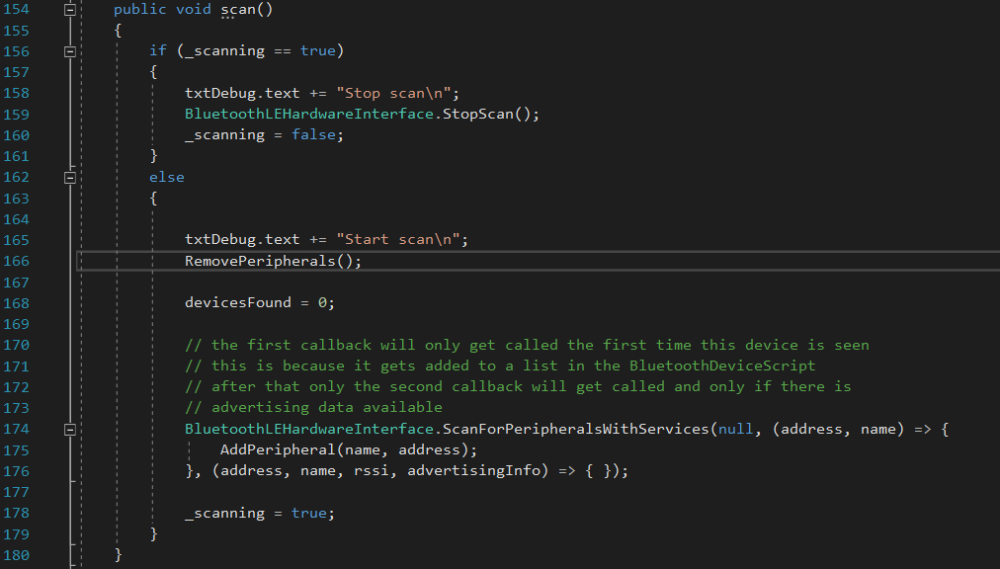 154 public void scan()
155 {
156 if (_scanning == true)
157 {
158 txtDebug.text += "Stop scan\n";
159 BluetoothLEHardwareInterface.StopScan();
160 _scanning = false;
161 }
162 else
163 {
164
165 txtDebug.text += "Start scan\n";
166 RemovePeripherals();
167
168 devicesFound = 0;
169
170 // the first callback will only get called the first time this device is seen
171 // this is because it gets added to a list in the BluetoothDeviceScript
172 // after that only the second callback will get called and only if there is
173 // advertising data available
174 BluetoothLEHardwareInterface.ScanForPeripheralsWithServices(null, (address, name) => {
175 AddPeripheral(name, address);
176 }, (address, name, rssi, advertisingInfo) => { });
177
178 _scanning = true;
179 }
180 }